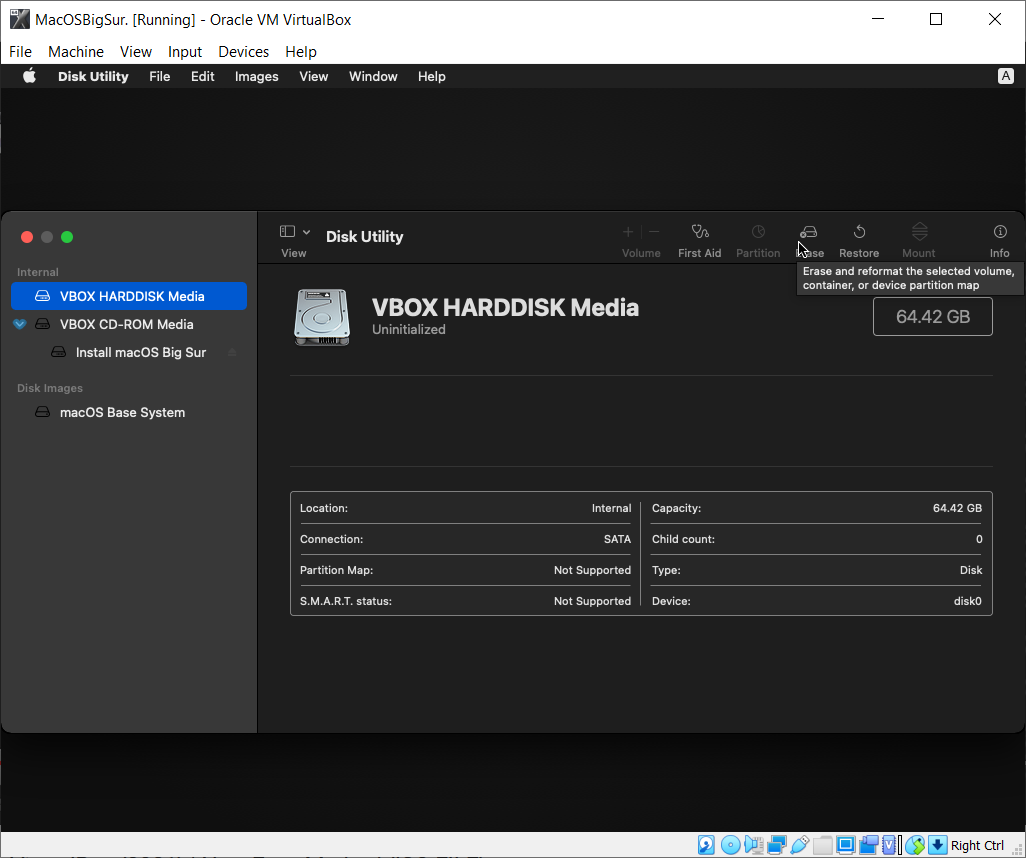 MacOSBigSur. [Running] - Oracle VM VirtualBox
File Machine View Input Devices Help
Disk Utility File Edit Images View Window Help A
View Disk Utility Volume First Aid Partition Restore Mount Info
Erase and reformat the selected volume,
container, or device partition map
Internal
VBOX HARDDISK Media
VBOX CD-ROM Media
Install macOS Big Sur
Disk Images
macOS Base System
VBOX HARDDISK Media
Uninitialized
64.42 GB
Location: Internal
Connection: SATA
Partition Map: Not Supported
S.M.A.R.T. status: Not Supported
Capacity: 64.42 GB
Child count: 0
Type: Disk
Device: disk0
Right Ctrl